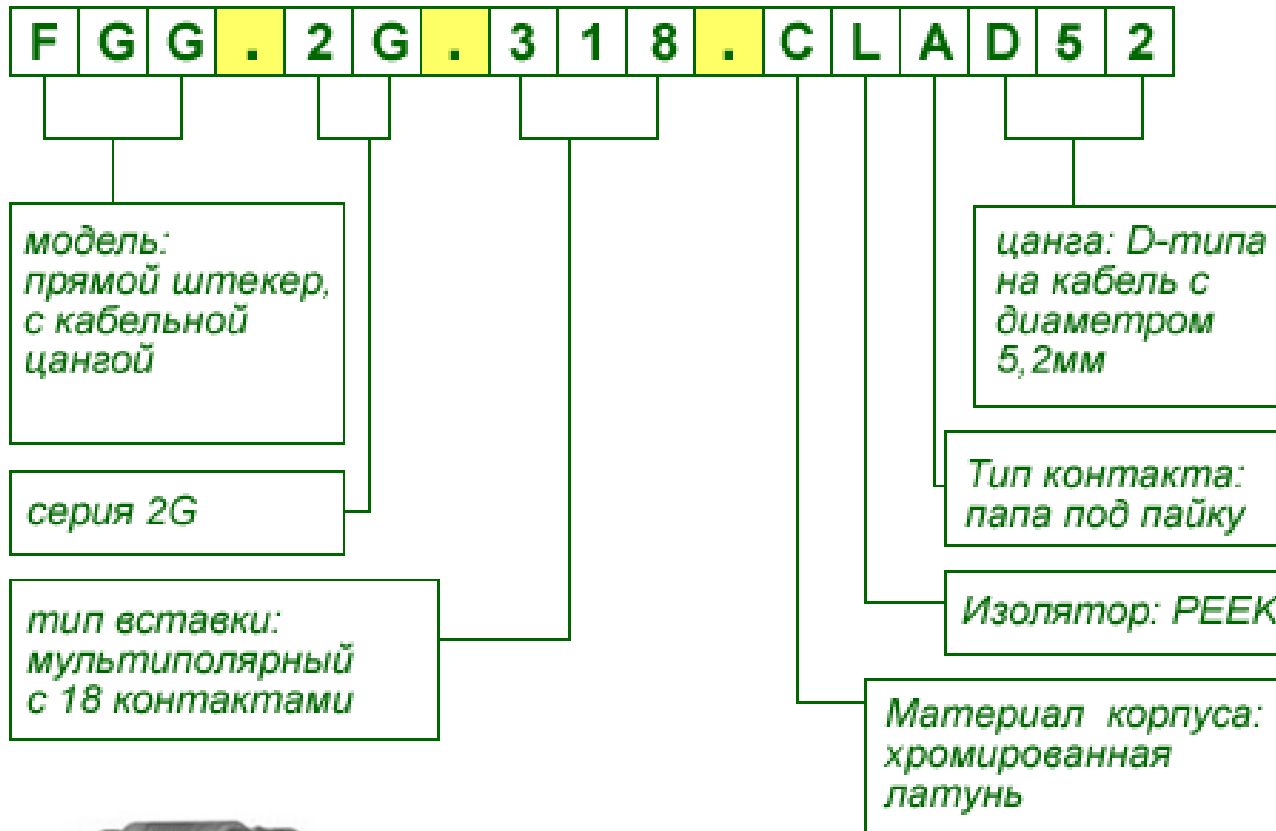 FGG.2G.318.CLAD52
модель:
прямой штекер,
с кабельной
цангой
серия 2G
тип вставки:
мультиполярный
с 18 контактами
цанга: D-типа
на кабель с
диаметром
5,2мм
Тип контакта:
папа под пайку
Изолятор: PEEK
Материал корпуса:
хромированная
латунь